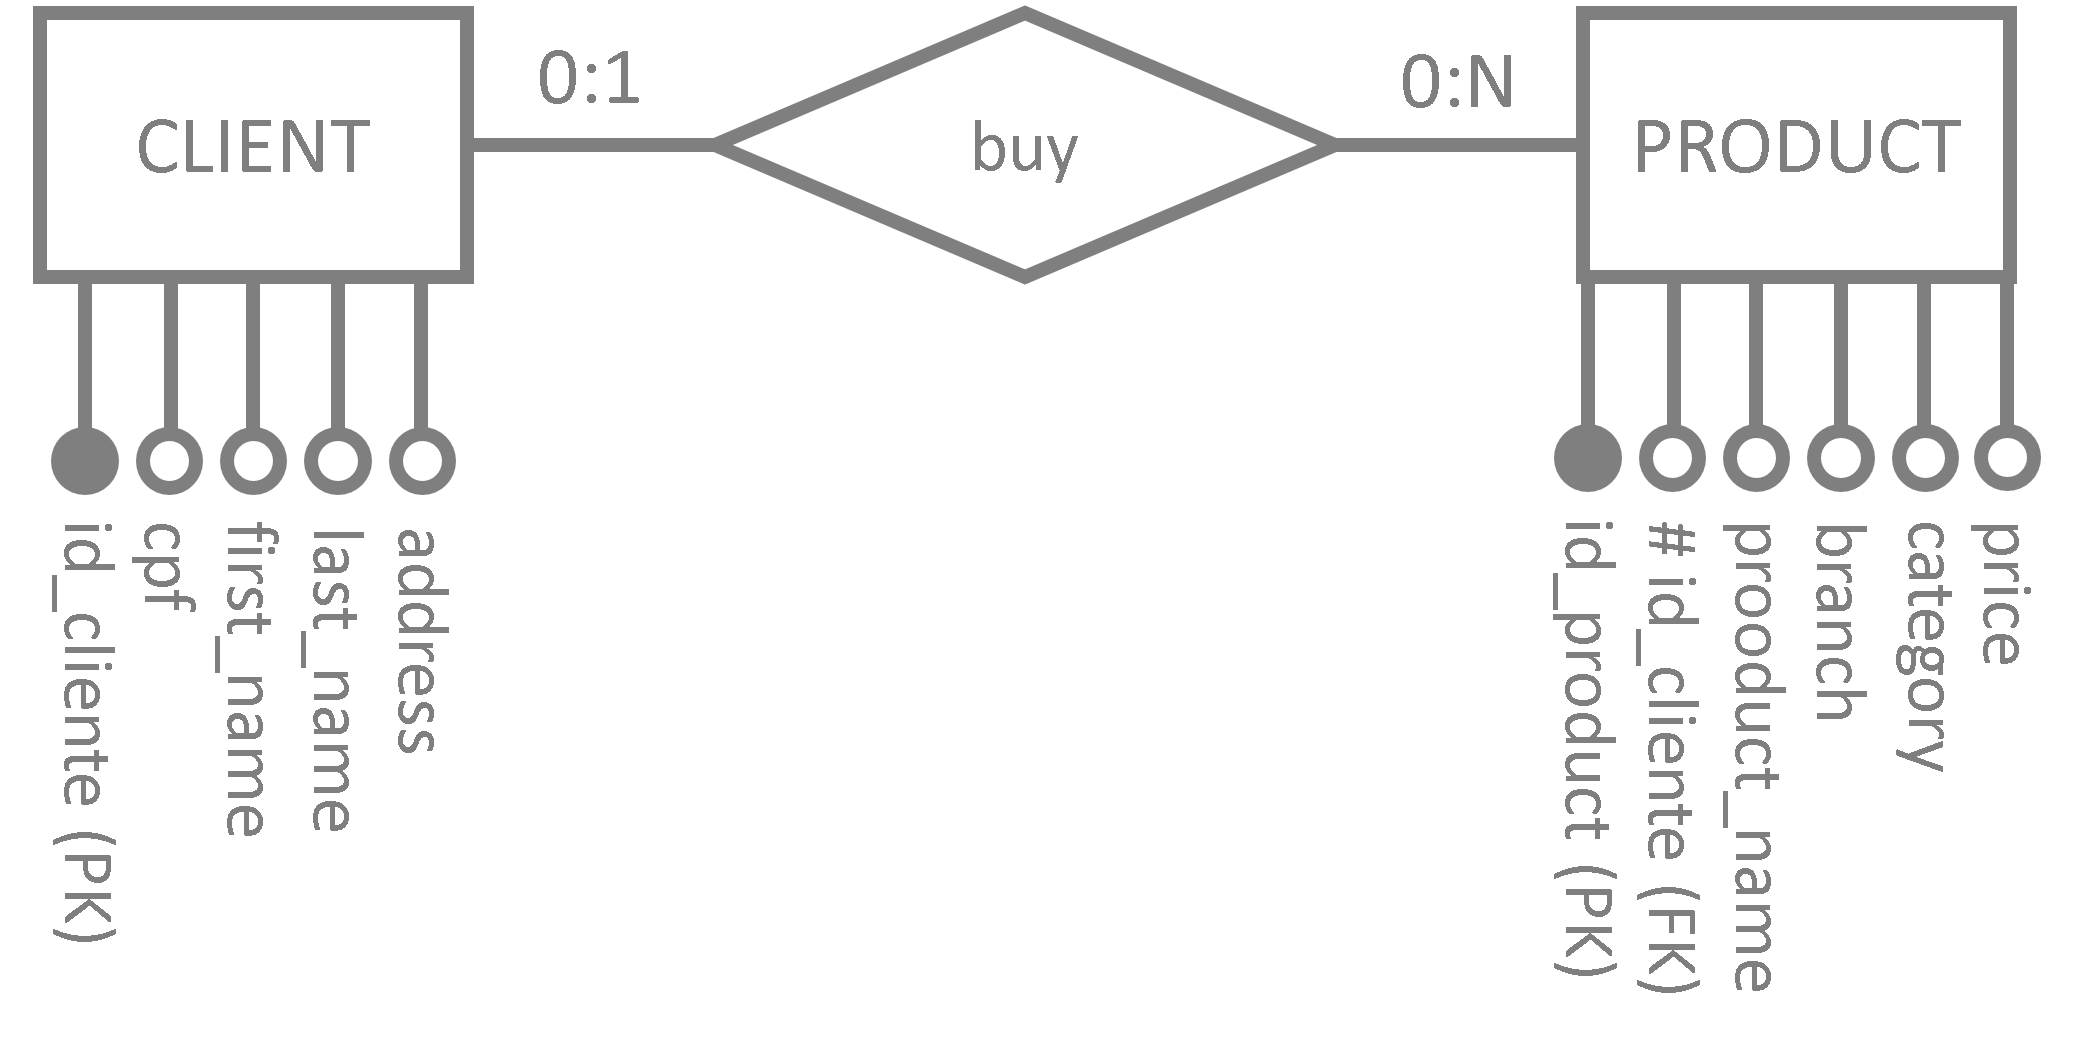 CLIENT
0:1
buy
0:N
PRODUCT
id_cliente (PK)
cpf
first_name
last_name
address
id_product (PK)
# id_cliente (FK)
prooduct_name
branch
category
price